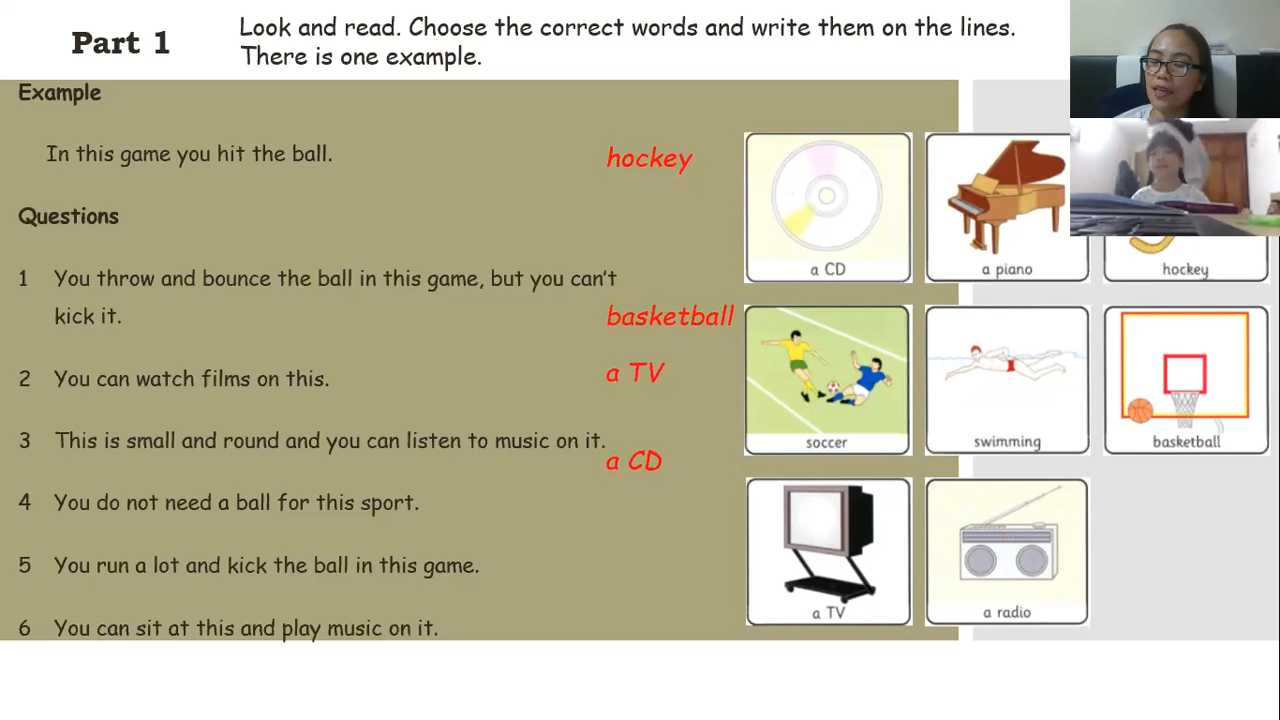 Part 1
Look and read. Choose the correct words and write them on the lines.
There is one example.
Example
In this game you hit the ball.
hockey
Questions
1 You throw and bounce the ball in this game, but you can't
kick it.
basketball
2 You can watch films on this.
a TV
3 This is small and round and you can listen to music on it.
a CD
4 You do not need a ball for this sport.
5 You run a lot and kick the ball in this game.
6 You can sit at this and play music on it.
a CD
a piano
hockey
soccer
swimming
basketball
a TV
a radio